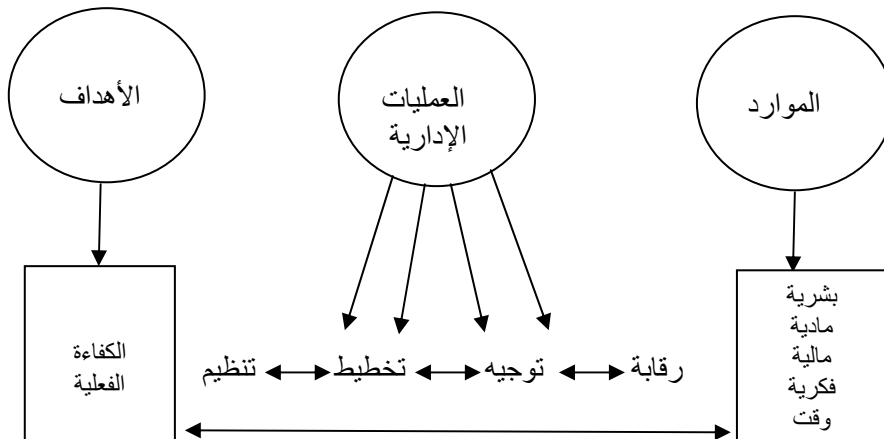 الموارد
العمليات
الإدارية
الأهداف
بشرية
مادية
مالية
فكرية
وقت
رقابة
توجيه
تخطيط
تنظيم
الكفاءة
الفعلية